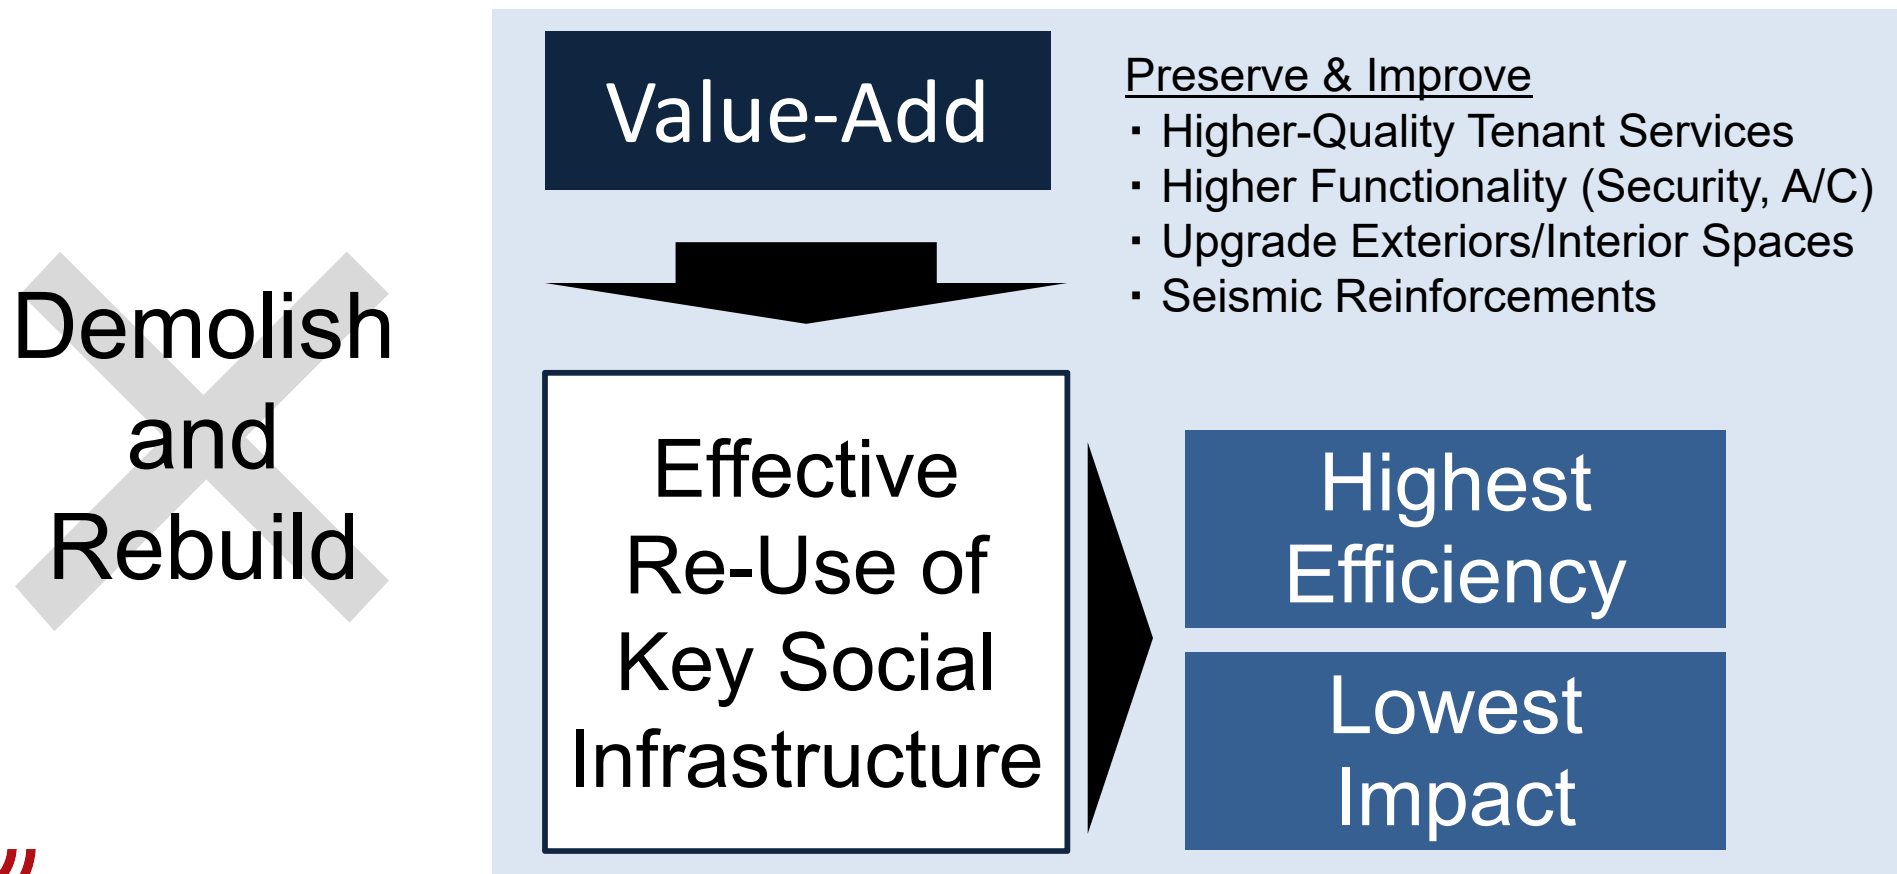 Demolish
and
Rebuild
Value-Add
Preserve & Improve
▪ Higher-Quality Tenant Services
▪ Higher Functionality (Security, A/C)
▪ Upgrade Exteriors/Interior Spaces
▪ Seismic Reinforcements
Effective
Re-Use of
Key Social
Infrastructure
Highest
Efficiency
Lowest
Impact
”